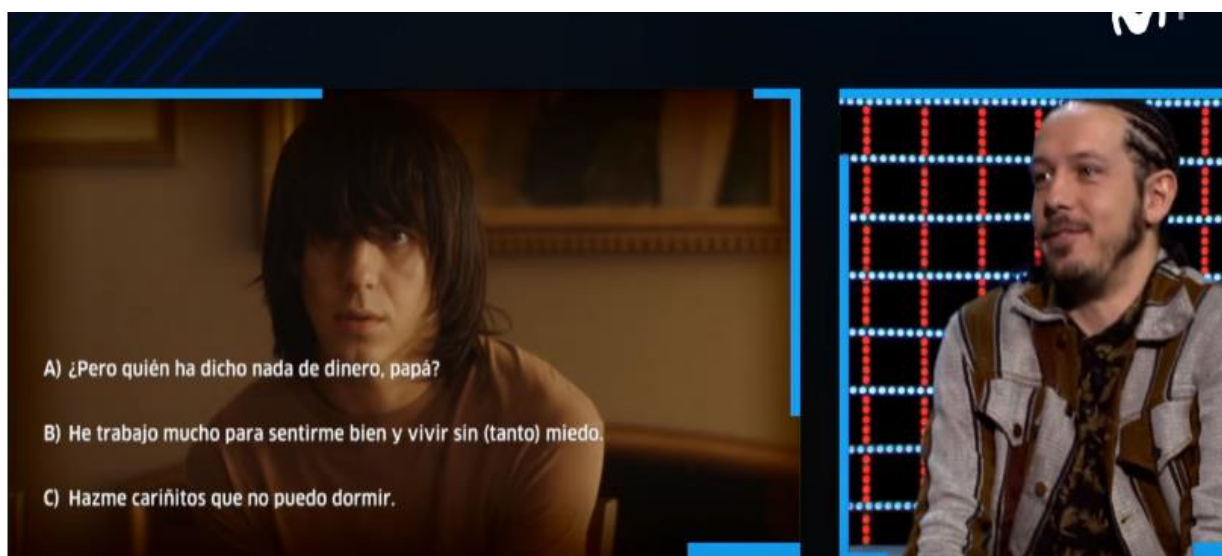 A) ¿Pero quién ha dicho nada de dinero, papá?
B) He trabajo mucho para sentirme bien y vivir sin (tanto) miedo.
C) Hazme cariñitos que no puedo dormir.